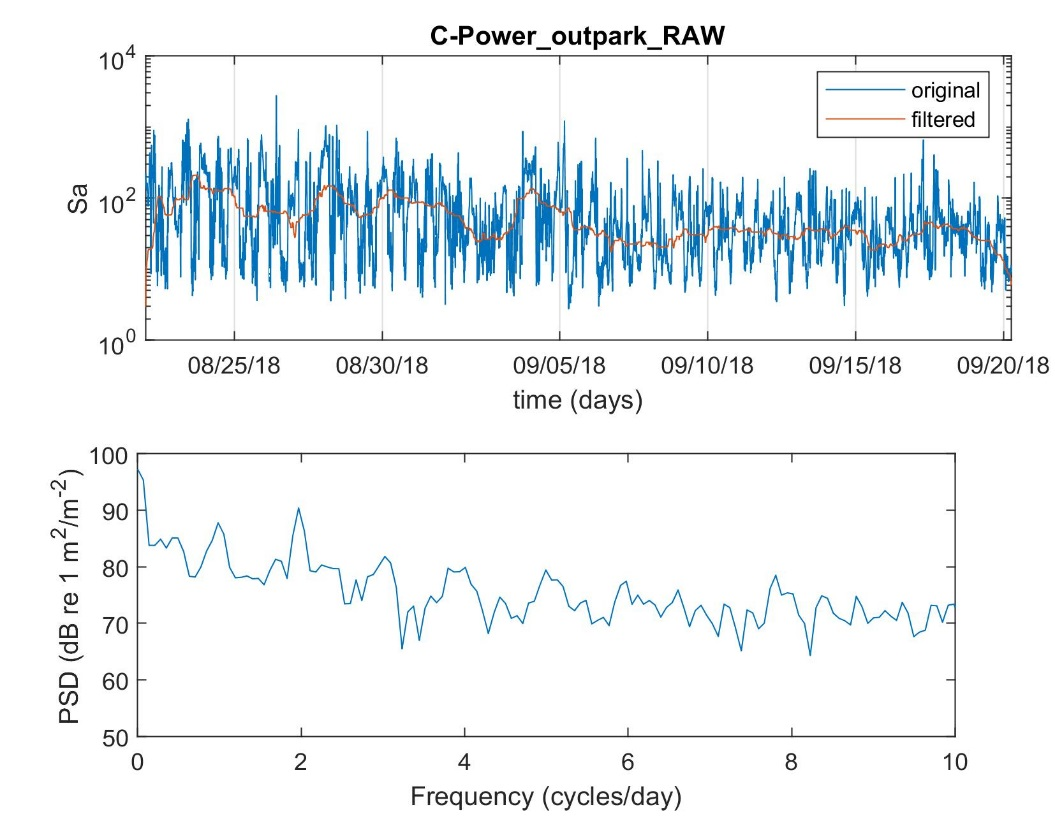 C-Power_outpark_RAW
10^4
10^2
10^0
Sa
original
filtered
08/25/18 08/30/18 09/05/18 09/10/18 09/15/18 09/20/18
time (days)
100
90
80
70
60
50
PSD (dB re 1 m^2/m^-2)
0 2 4 6 8 10
Frequency (cycles/day)